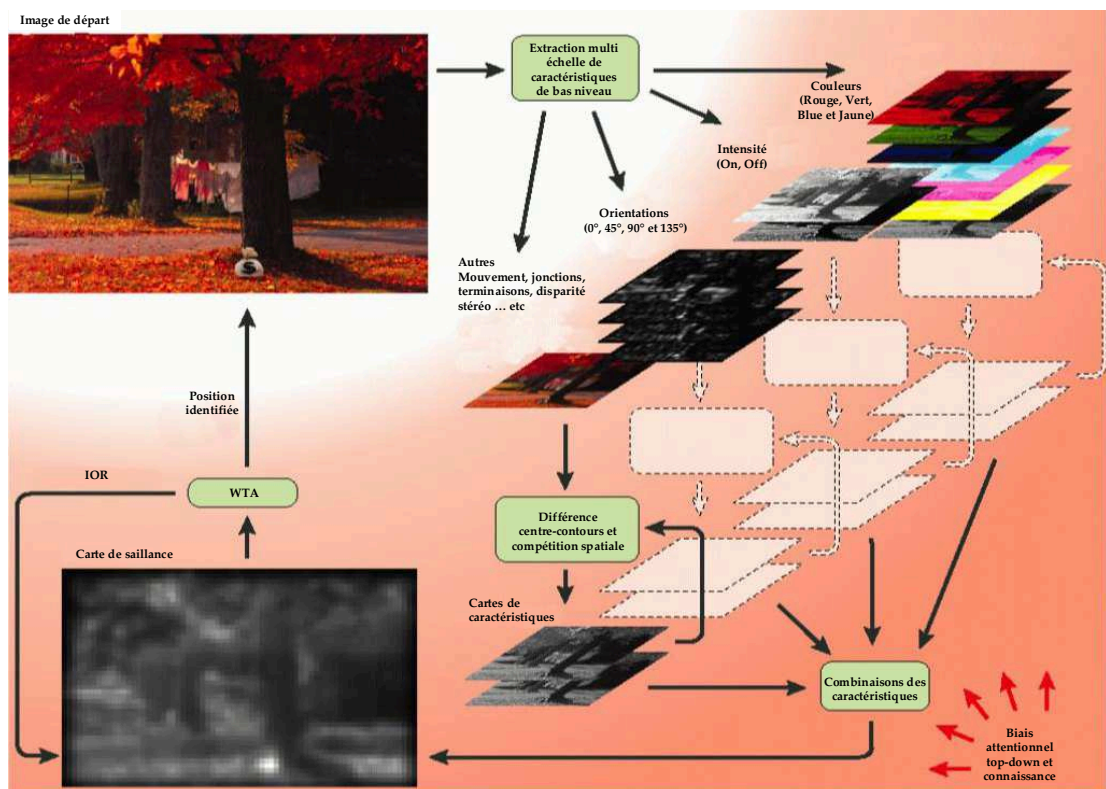 Image de départ
Extraction multi
échelle de
caractéristiques
de bas niveau
Couleurs
(Rouge, Vert,
Blue et Jaune)
Intensité
(On, Off)
Orientations
(0°, 45°, 90° et 135°)
Autres
Mouvement, jonctions,
terminaisons, disparité
stéréo ... etc
$
Position
identifiée
IOR
WTA
Carte de saillance
Différence
centre-contours et
compétition spatiale
Cartes de
caractéristiques
Combinaisons des
caractéristiques
Biais
attentionnel
top-down et
connaissance